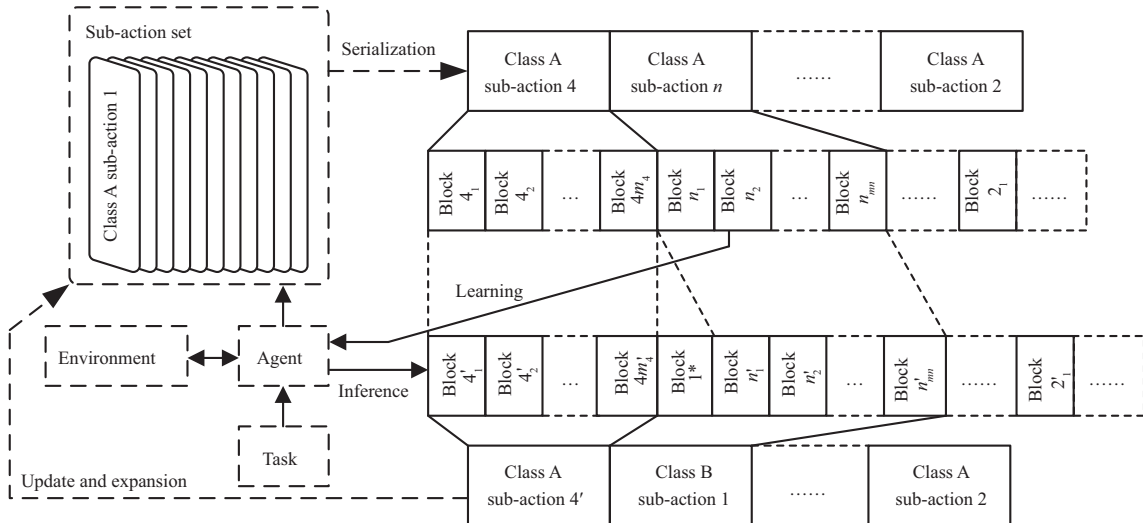 Sub-action set
Class A sub-action 1
Serialization
Class A
sub-action 4
Class A
sub-action n
......
Class A
sub-action 2
Block
4₁
Block
4₂
...
Block
4m₄
Block
n₁
Block
n₂
...
Block
nₘₙ
......
Block
2₁
......
Learning
Environment
Agent
Inference
Task
Update and expansion
Block
4′₁
Block
4′₂
...
Block
4m′₄
Block
1*
Block
n′₁
Block
n′₂
...
Block
n′ₘₙ
......
Block
2′₁
......
Class A
sub-action 4′
Class B
sub-action 1
......
Class A
sub-action 2